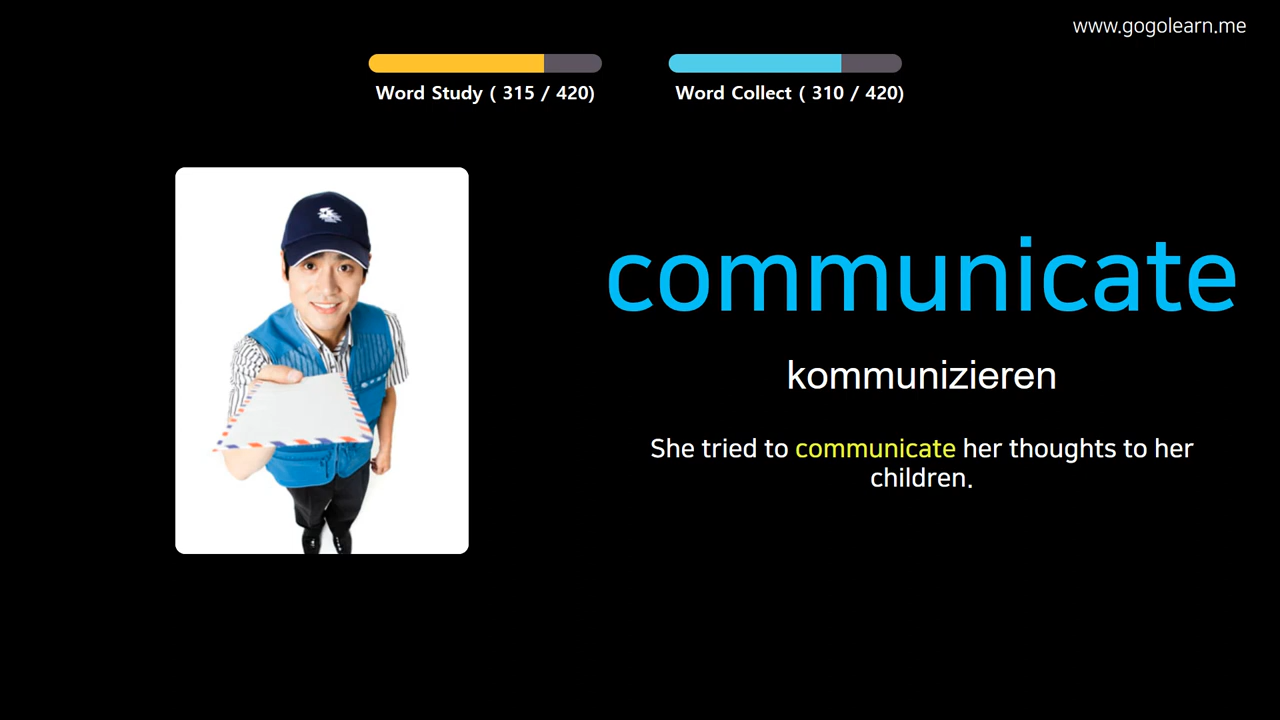 www.gogolearn.me
Word Study ( 315 / 420)
Word Collect ( 310 / 420)
communicate
kommunizieren
She tried to communicate her thoughts to her
children.